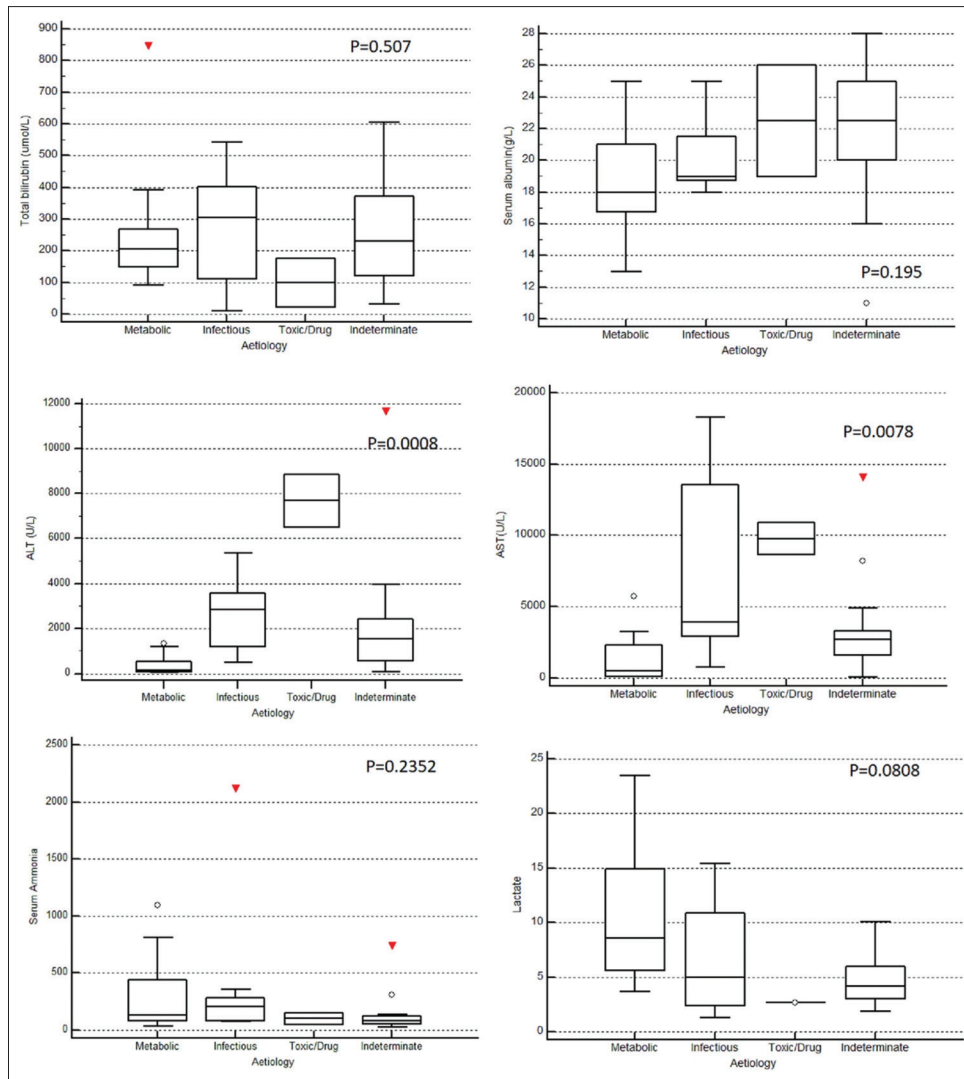 Total bilirubin (umol/L)
900
800
700
600
500
400
300
200
100
0
P=0.507
Metabolic Infectious Toxic/Drug Indeterminate
Aetiology
Serum albumin(g/L)
28
26
24
22
20
18
16
14
12
10
P=0.195
Metabolic Infectious Toxic/Drug Indeterminate
Aetiology
ALT (U/L)
12000
10000
8000
6000
4000
2000
0
P=0.0008
Metabolic Infectious Toxic/Drug Indeterminate
Aetiology
AST(U/L)
20000
15000
10000
5000
0
P=0.0078
Metabolic Infectious Toxic/Drug Indeterminate
Aetiology
Serum Ammonia
2500
2000
1500
1000
500
0
P=0.2352
Metabolic Infectious Toxic/Drug Indeterminate
Aetiology
Lactate
25
20
15
10
5
0
P=0.0808
Metabolic Infectious Toxic/Drug Indeterminate
Aetiology